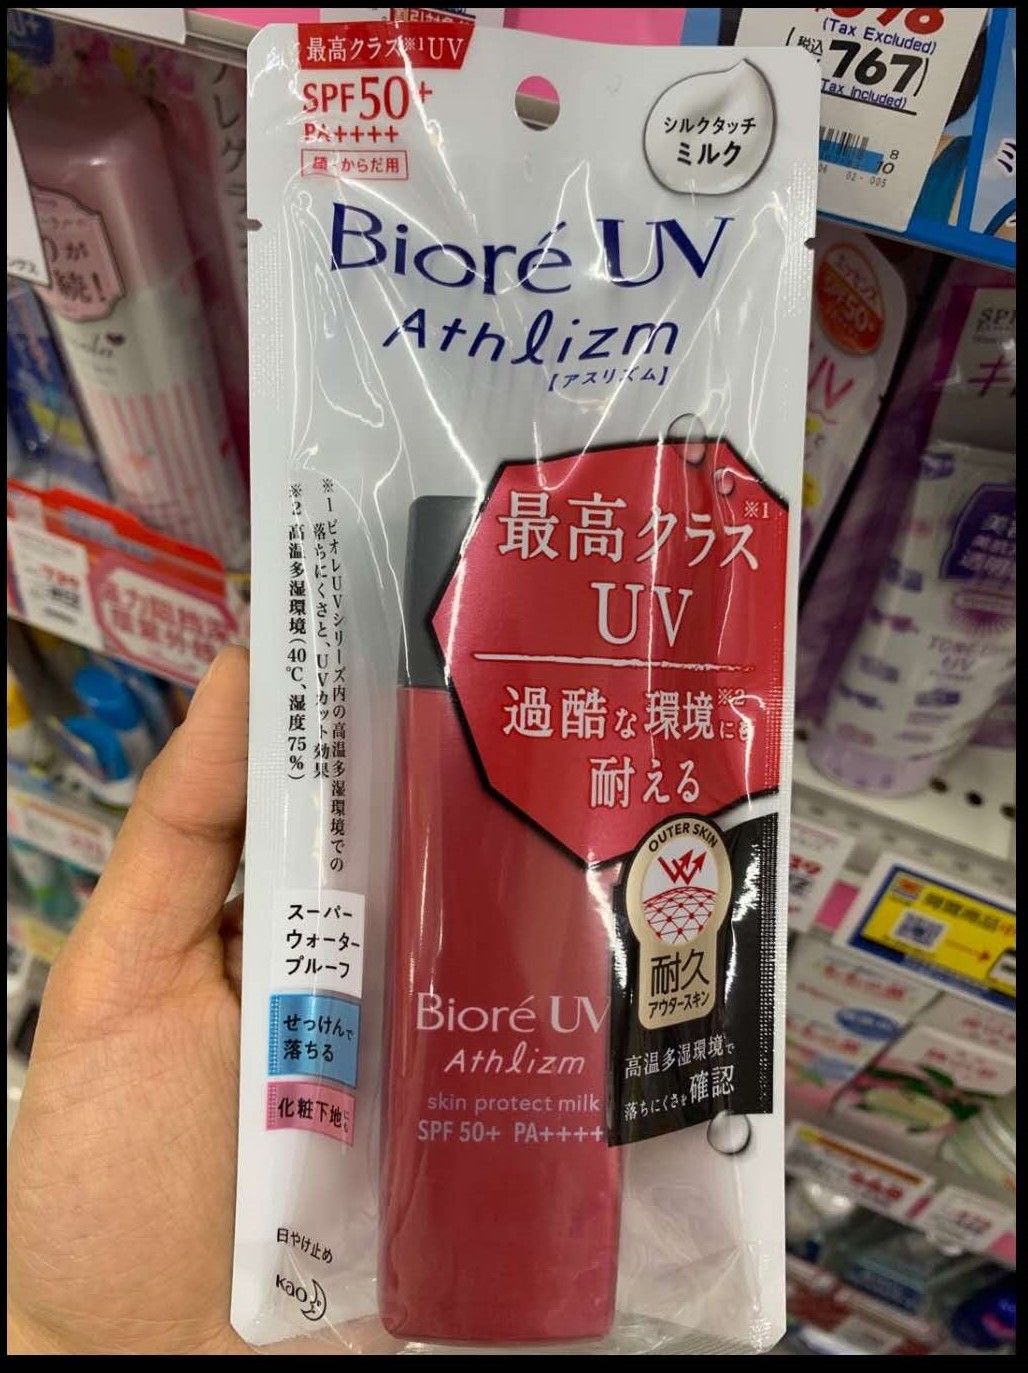 最高クラス※1UV
SPF50+
PA++++
顔・からだ用
シルクタッチ
ミルク
(Tax Excluded)
(税込
767)
Tax Included)
Bioré UV
Athlizm
【アスリズム】
※1 ビオレUVシリーズ内の高温多湿環境での
落ちにくさと、UVカット効果
※2 高温多湿環境(40℃、湿度75%)
最高クラス※1
UV
過酷な環境※2にも
耐える
OUTER SKIN
耐久
アウタースキン
高温多湿環境で
落ちにくさを確認
スーパー
ウォーター
プルーフ
せっけんで
落ちる
化粧下地にも
Bioré UV
Athlizm
skin protect milk
SPF 50+ PA++++
日やけ止め
kao